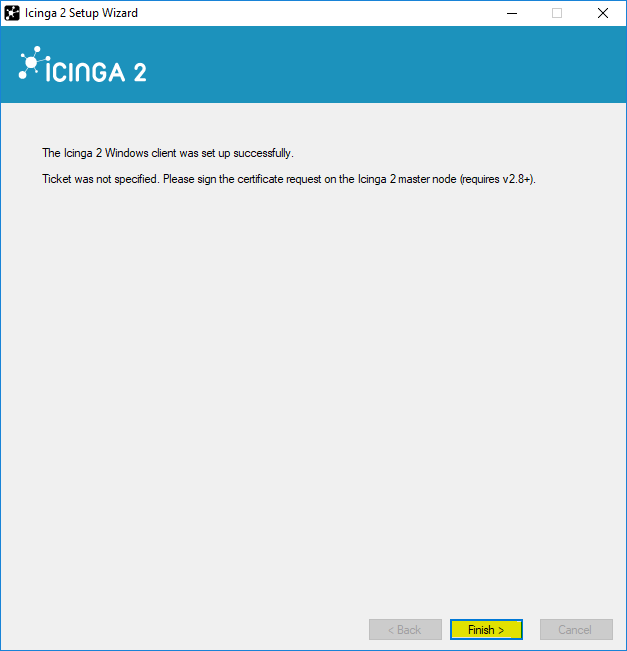 Icinga 2 Setup Wizard
ICINGA 2
The Icinga 2 Windows client was set up successfully.
Ticket was not specified. Please sign the certificate request on the Icinga 2 master node (requires v2.8+).
< Back
Finish >
Cancel